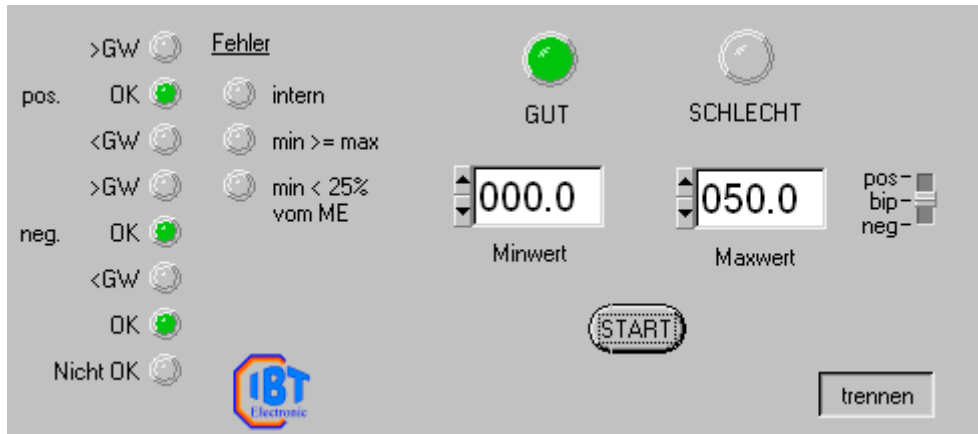 >GW
pos. OK
<GW
>GW
neg. OK
<GW
OK
Nicht OK
Fehler
intern
min >= max
min < 25%
vom ME
GUT
SCHLECHT
000.0
Minwert
050.0
Maxwert
pos
bip
neg
START
IBT
Electronic
trennen